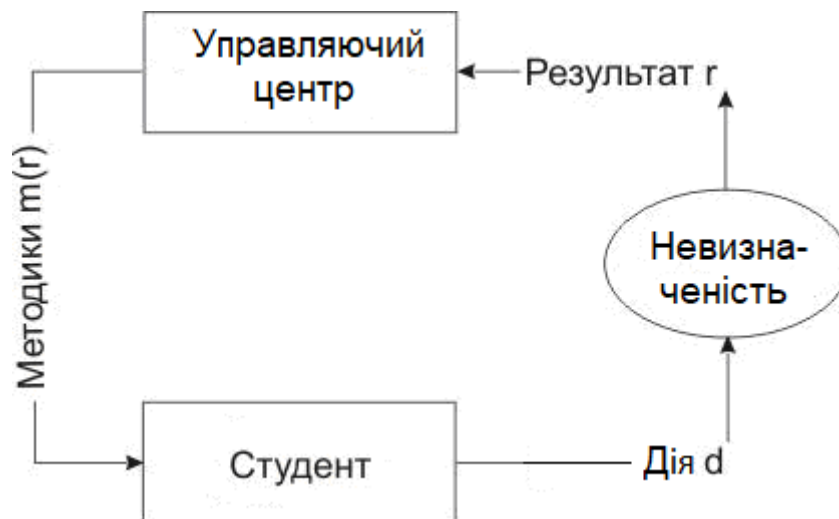 Управляючий
центр
Результат r
Методики m(r)
Невизна-
ченість
Студент
Дія d